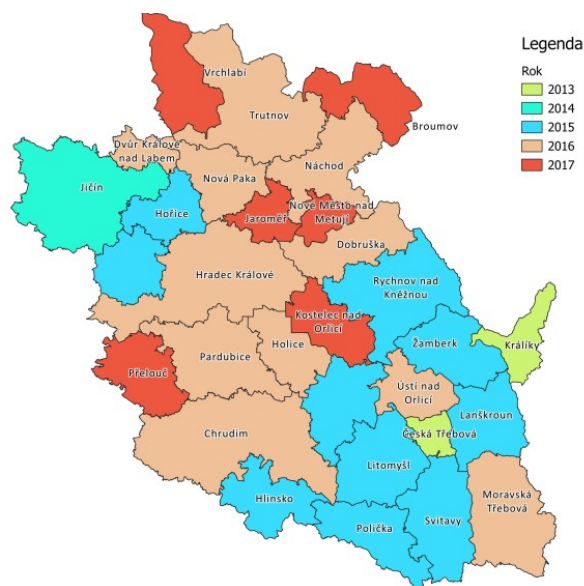 Legenda
Rok
2013
2014
2015
2016
2017
Vrchlabí
Trutnov
Broumov
Dvůr Králové
nad Labem
Náchod
Nová Paka
Jičín
Hořice
Jaroměř
Nové Město nad
Metují
Dobruška
Hradec Králové
Rychnov nad
Kněžnou
Kostelec nad
Orlicí
Králíky
Žamberk
Holice
Pardubice
Přelouč
Ústí nad
Orlicí
Lanškroun
Chrudim
Česká Třebová
Litomyšl
Hlinsko
Moravská
Třebová
Svitavy
Polička